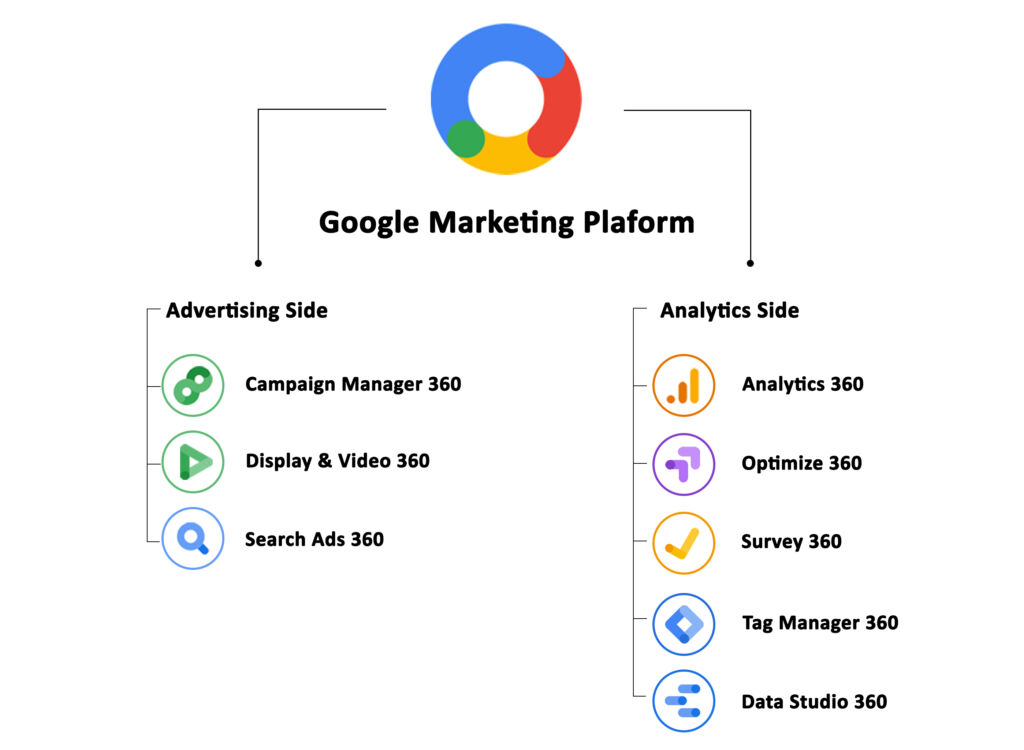 Google Marketing Plaform
Advertising Side
Campaign Manager 360
Display & Video 360
Search Ads 360
Analytics Side
Analytics 360
Optimize 360
Survey 360
Tag Manager 360
Data Studio 360